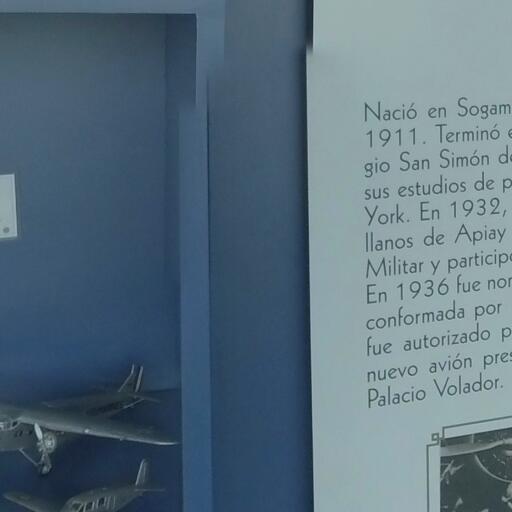 Nació en Sogam
1911. Terminó e
gio San Simón d
sus estudios de p
York. En 1932,
llanos de Apiay
Militar y particip
En 1936 fue nor
conformada por
fue autorizado p
nuevo avión pres
Palacio Volador.